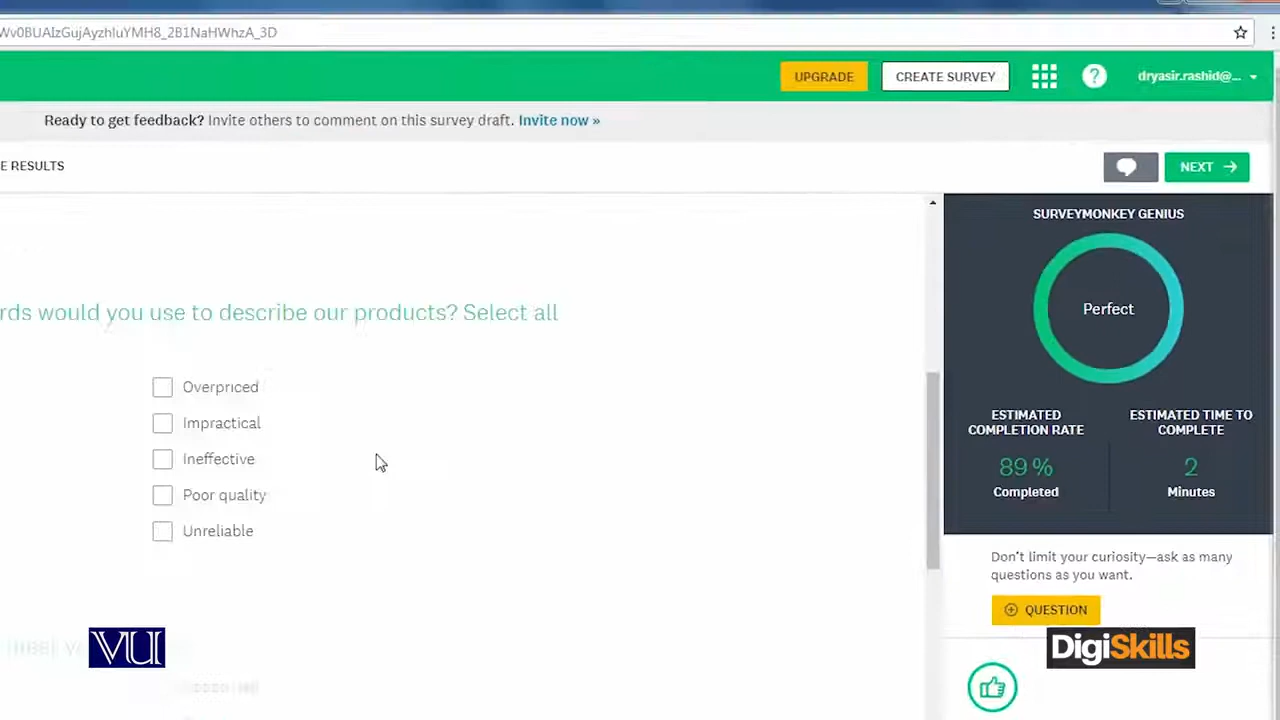 Wv0BUAIzGujAyzhluYMH8_2B1NaHWhzA_3D
UPGRADE
CREATE SURVEY
?
dryasir.rashid@...
Ready to get feedback? Invite others to comment on this survey draft. Invite now »
E RESULTS
NEXT →
SURVEYMONKEY GENIUS
Perfect
rds would you use to describe our products? Select all
Overpriced
Impractical
Ineffective
Poor quality
Unreliable
ESTIMATED
COMPLETION RATE
89%
Completed
ESTIMATED TIME TO
COMPLETE
2
Minutes
Don't limit your curiosity—ask as many
questions as you want.
QUESTION
VU
DigiSkills